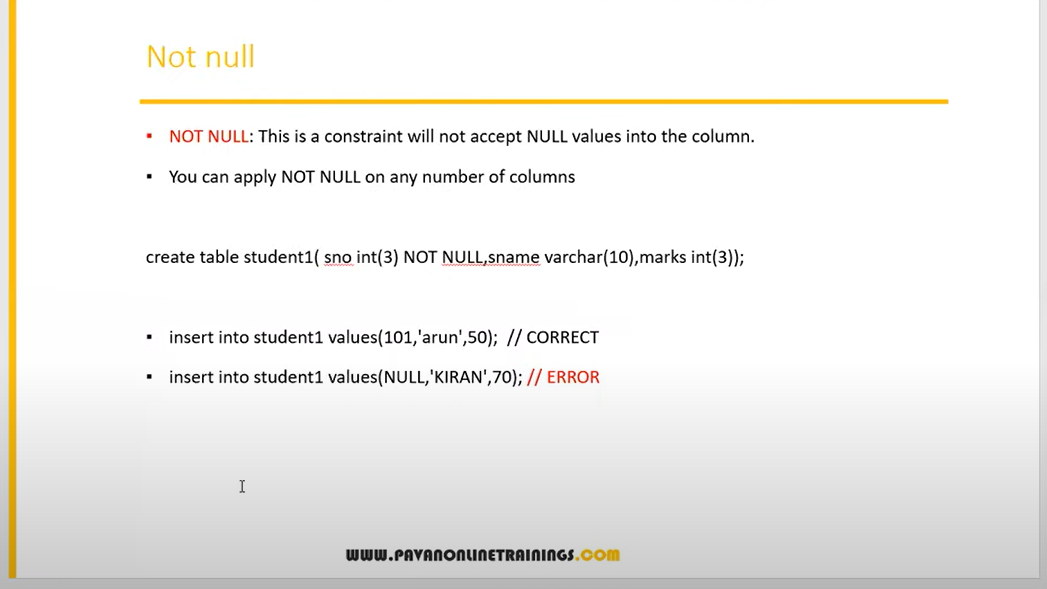 Not null
▪ NOT NULL: This is a constraint will not accept NULL values into the column.
▪ You can apply NOT NULL on any number of columns
create table student1( sno int(3) NOT NULL,sname varchar(10),marks int(3));
▪ insert into student1 values(101,'arun',50);  // CORRECT
▪ insert into student1 values(NULL,'KIRAN',70); // ERROR
WWW.PAVANONLINETRAININGS.COM